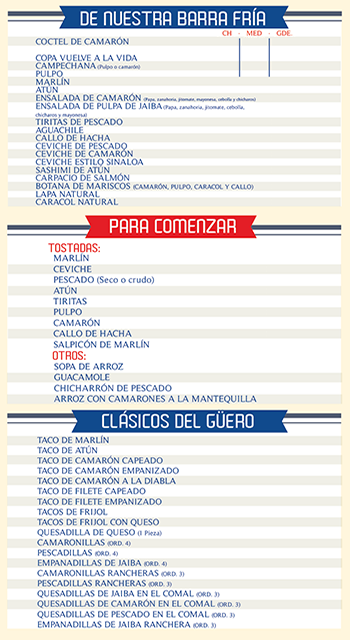 DE NUESTRA BARRA FRÍA
CH - MED - GDE.
COCTEL DE CAMARÓN
COPA VUELVE A LA VIDA
CAMPECHANA (Pulpo o camarón)
PULPO
MARLÍN
ATÚN
ENSALADA DE CAMARÓN (Papa, zanahoria, jitomate, mayonesa, cebolla y chícharos)
ENSALADA DE PULPA DE JAIBA (Papa, zanahoria, jitomate, cebolla,
chícharos y mayonesa)
TIRITAS DE PESCADO
AGUACHILE
CALLO DE HACHA
CEVICHE DE PESCADO
CEVICHE DE CAMARÓN
CEVICHE ESTILO SINALOA
SASHIMI DE ATÚN
CARPACIO DE SALMÓN
BOTANA DE MARISCOS (CAMARÓN, PULPO, CARACOL Y CALLO)
LAPA NATURAL
CARACOL NATURAL
PARA COMENZAR
TOSTADAS:
MARLÍN
CEVICHE
PESCADO (Seco o crudo)
ATÚN
TIRITAS
PULPO
CAMARÓN
CALLO DE HACHA
SALPICÓN DE MARLÍN
OTROS:
SOPA DE ARROZ
GUACAMOLE
CHICHARRÓN DE PESCADO
ARROZ CON CAMARONES A LA MANTEQUILLA
CLÁSICOS DEL GÜERO
TACO DE MARLÍN
TACO DE ATÚN
TACO DE CAMARÓN CAPEADO
TACO DE CAMARÓN EMPANIZADO
TACO DE CAMARÓN A LA DIABLA
TACO DE FILETE CAPEADO
TACO DE FILETE EMPANIZADO
TACOS DE FRIJOL
TACOS DE FRIJOL CON QUESO
QUESADILLA DE QUESO (1 Pieza)
CAMARONILLAS (ORD. 4)
PESCADILLAS (ORD. 4)
EMPANADILLAS DE JAIBA (ORD. 4)
CAMARONILLAS RANCHERAS (ORD. 3)
PESCADILLAS RANCHERAS (ORD. 3)
QUESADILLAS DE JAIBA EN EL COMAL (ORD. 3)
QUESADILLAS DE CAMARÓN EN EL COMAL (ORD. 3)
QUESADILLAS DE PESCADO EN EL COMAL (ORD. 3)
EMPANADILLAS DE JAIBA RANCHERA (ORD. 3)